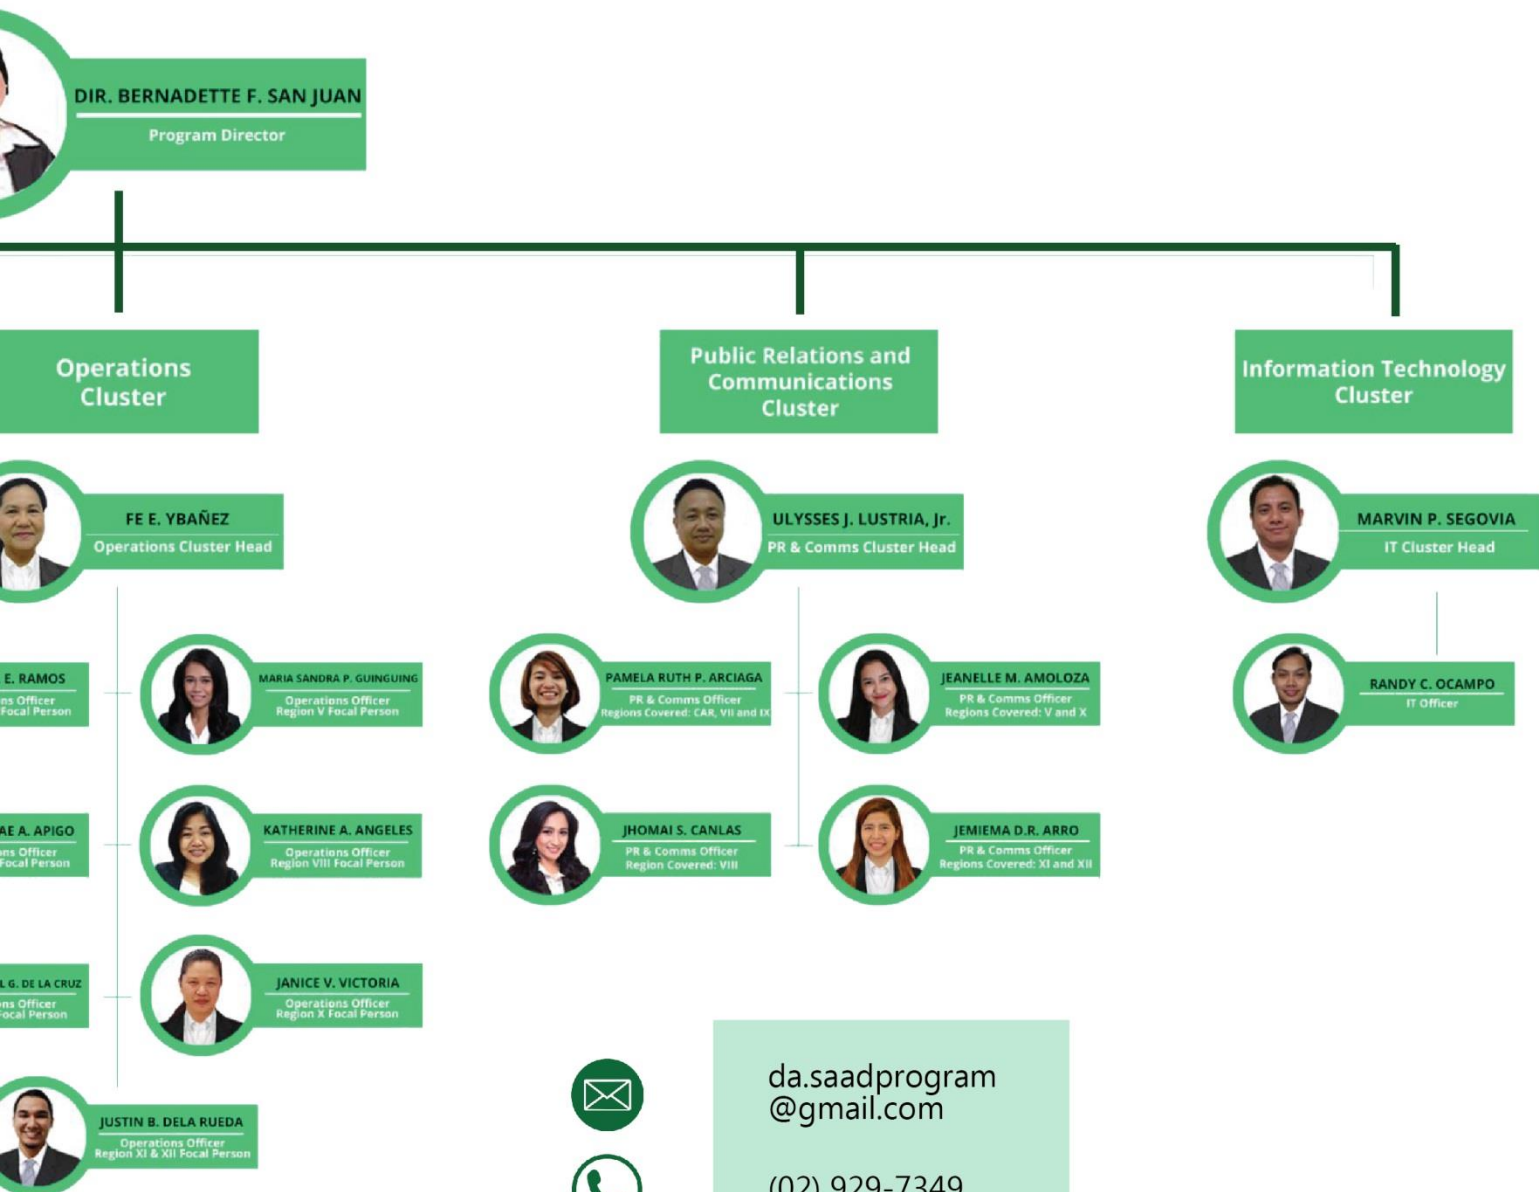 DIR. BERNADETTE F. SAN JUAN
Program Director
Operations
Cluster
Public Relations and
Communications
Cluster
Information Technology
Cluster
FE E. YBAÑEZ
Operations Cluster Head
ULYSSES J. LUSTRIA, Jr.
PR & Comms Cluster Head
MARVIN P. SEGOVIA
IT Cluster Head
E. RAMOS
Officer
Focal Person
MARIA SANDRA P. GUINGUING
Operations Officer
Region V Focal Person
PAMELA RUTH P. ARCIAGA
PR & Comms Officer
Regions Covered: CAR, VII and IX
JEANELLE M. AMOLOZA
PR & Comms Officer
Regions Covered: V and X
RANDY C. OCAMPO
IT Officer
A. APIGO
Officer
Focal Person
KATHERINE A. ANGELES
Operations Officer
Region VIII Focal Person
JHOMAI S. CANLAS
PR & Comms Officer
Region Covered: VIII
JEMIEMA D.R. ARRO
PR & Comms Officer
Regions Covered: XI and XII
G. DE LA CRUZ
Officer
Focal Person
JANICE V. VICTORIA
Operations Officer
Region X Focal Person
JUSTIN B. DELA RUEDA
Operations Officer
Region XI & XII Focal Person
da.saadprogram
@gmail.com
(02) 929-7349